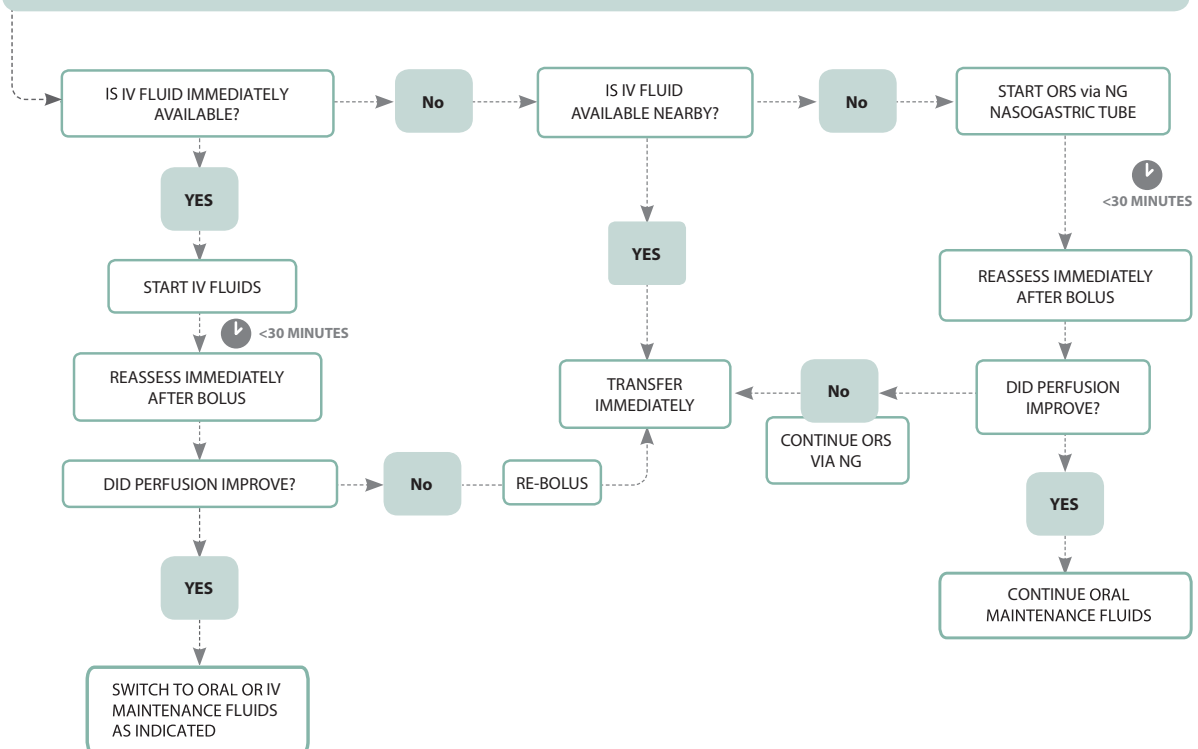 IS IV FLUID IMMEDIATELY
AVAILABLE?
No
IS IV FLUID
AVAILABLE NEARBY?
No
START ORS via NG
NASOGASTRIC TUBE
YES
<30 MINUTES
YES
START IV FLUIDS
REASSESS IMMEDIATELY
AFTER BOLUS
<30 MINUTES
REASSESS IMMEDIATELY
AFTER BOLUS
TRANSFER
IMMEDIATELY
No
DID PERFUSION
IMPROVE?
CONTINUE ORS
VIA NG
DID PERFUSION IMPROVE?
No
RE-BOLUS
YES
YES
CONTINUE ORAL
MAINTENANCE FLUIDS
SWITCH TO ORAL OR IV
MAINTENANCE FLUIDS
AS INDICATED